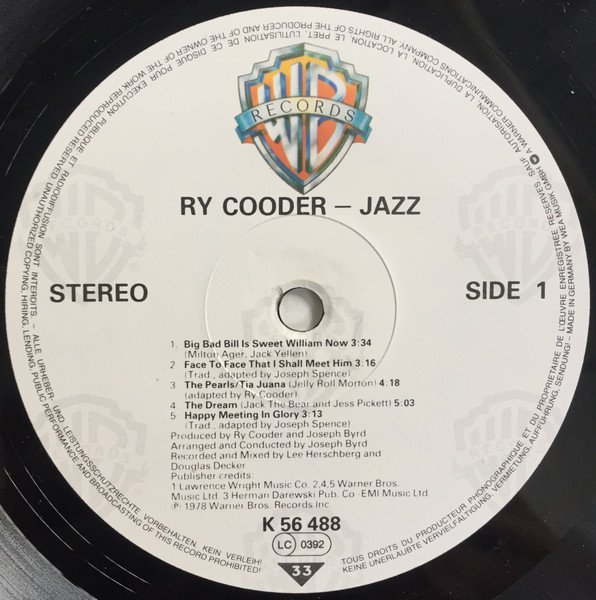 WB
RECORDS
RY COODER – JAZZ
STEREO
SIDE 1
1. Big Bad Bill Is Sweet William Now 3:34
(Milton Ager, Jack Yellen)
2 Face To Face That I Shall Meet Him 3.16
(Trad., adapted by Joseph Spence)
3. The Pearls/Tia Juana (Jelly Roll Morton) 4.18
(adapted by Ry Cooder)
4. The Dream (Jack The Bear and Jess Pickett) 5:03
5. Happy Meeting In Glory 3:13
(Trad., adapted by Joseph Spence)
Produced by Ry Cooder and Joseph Byrd
Arranged and Conducted by Joseph Byrd
Recorded and Mixed by Lee Herschberg and
Douglas Decker
Publisher credits:
1 Lawrence Wright Music Co. 2,4,5 Warner Bros.
Music Ltd. 3 Herman Darewski Pub. Co -EMI Music Ltd
℗ 1978 Warner Bros. Records Inc.
K 56 488
LC 0392
33
ALLE URHEBER- UND LEISTUNGSSCHUTZRECHTE VORBEHALTEN. KEIN VERLEIH!
KEINE UNERLAUBTE VERVIELFÄLTIGUNG, VERMIETUNG, AUFFÜHRUNG, SENDUNG! – MADE IN GERMANY BY WEA MUSIK GMBH
A WARNER COMMUNICATIONS COMPANY
ALL RIGHTS OF THE PRODUCER AND OF THE OWNER OF THE WORK REPRODUCED RESERVED UNAUTHORIZED COPYING, HIRING, LENDING, PUBLIC PERFORMANCE AND BROADCASTING OF THIS RECORD PROHIBITED!
TOUS DROITS DU PRODUCTEUR PHONOGRAPHIQUE ET DU PROPRIETAIRE DE L'ŒUVRE ENREGISTREE, RESERVES SAUF AUTORISATION, LA DUPLICATION, LA LOCATION, LE PRET, L'UTILISATION DE CE DISQUE POUR EXECUTION PUBLIQUE ET RADIODIFFUSION SONT INTERDITS. –